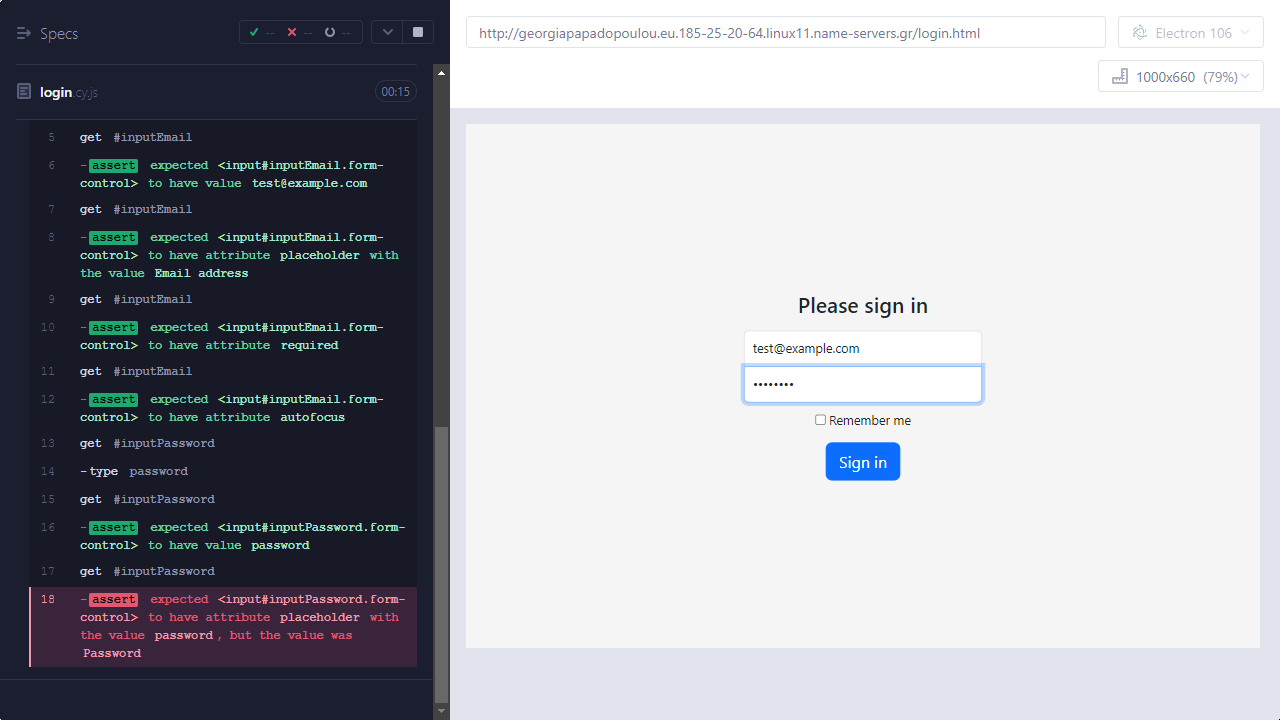 Specs
--
--
--
http://georgiapapadopoulou.eu.185-25-20-64.linux11.name-servers.gr/login.html
Electron 106
1000x660 (79%)
login.cy.js
00:15
5 get #inputEmail
6 -assert expected <input#inputEmail.form-
control> to have value test@example.com
7 get #inputEmail
8 -assert expected <input#inputEmail.form-
control> to have attribute placeholder with
the value Email address
9 get #inputEmail
10 -assert expected <input#inputEmail.form-
control> to have attribute required
11 get #inputEmail
12 -assert expected <input#inputEmail.form-
control> to have attribute autofocus
13 get #inputPassword
14 -type password
15 get #inputPassword
16 -assert expected <input#inputPassword.form-
control> to have value password
17 get #inputPassword
18 -assert expected <input#inputPassword.form-
control> to have attribute placeholder with
the value password, but the value was
Password
Please sign in
test@example.com
••••••••
Remember me
Sign in